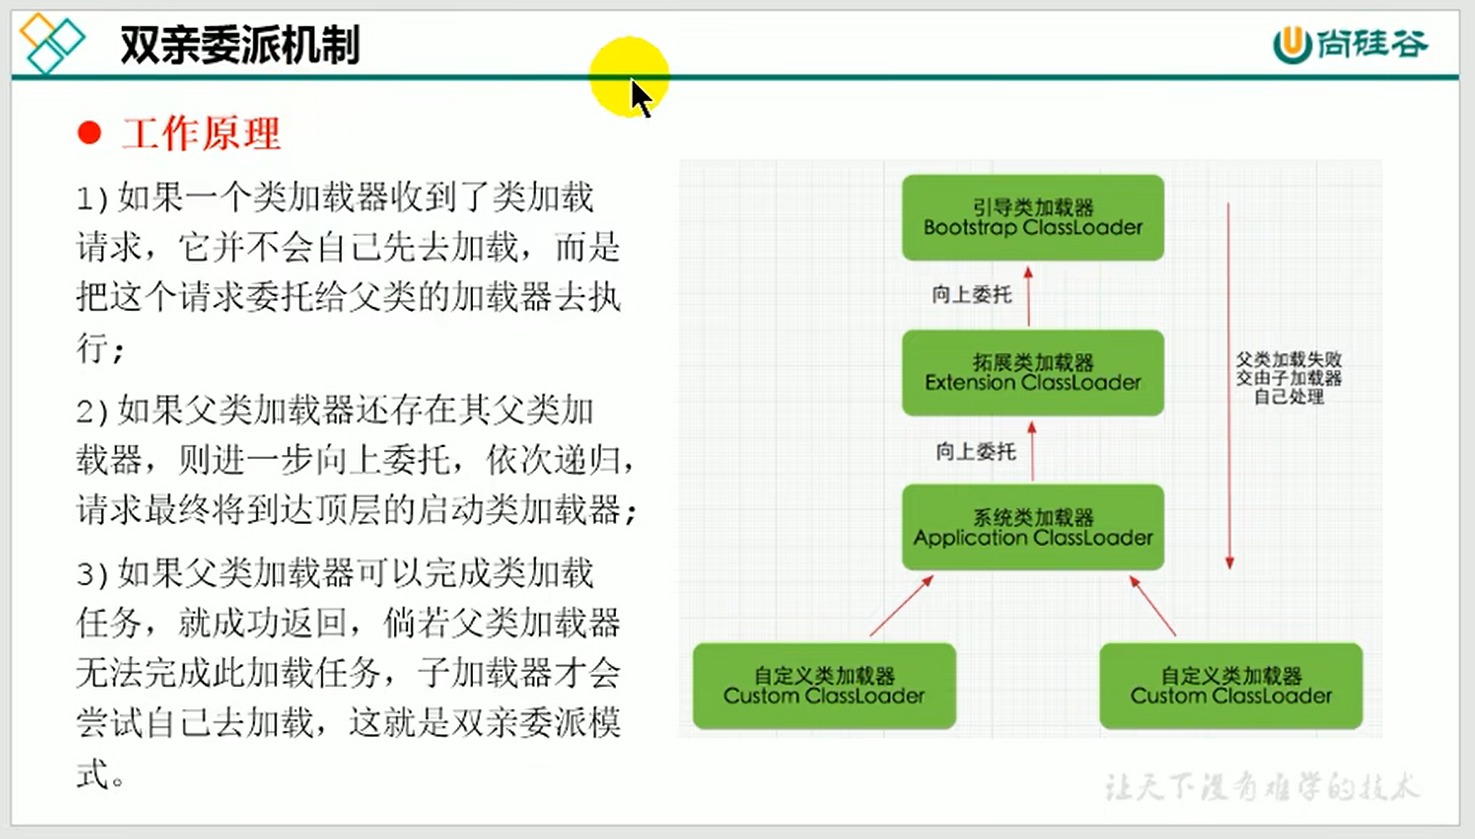 双亲委派机制
尚硅谷
工作原理
1)如果一个类加载器收到了类加载
请求，它并不会自己先去加载，而是
把这个请求委托给父类的加载器去执
行；
2)如果父类加载器还存在其父类加
载器，则进一步向上委托，依次递归，
请求最终将到达顶层的启动类加载器；
3)如果父类加载器可以完成类加载
任务，就成功返回，倘若父类加载器
无法完成此加载任务，子加载器才会
尝试自己去加载，这就是双亲委派模
式。
引导类加载器
Bootstrap ClassLoader
向上委托
拓展类加载器
Extension ClassLoader
向上委托
系统类加载器
Application ClassLoader
父类加载失败
交由子加载器
自己处理
自定义类加载器
Custom ClassLoader
自定义类加载器
Custom ClassLoader
让天下没有难学的技术